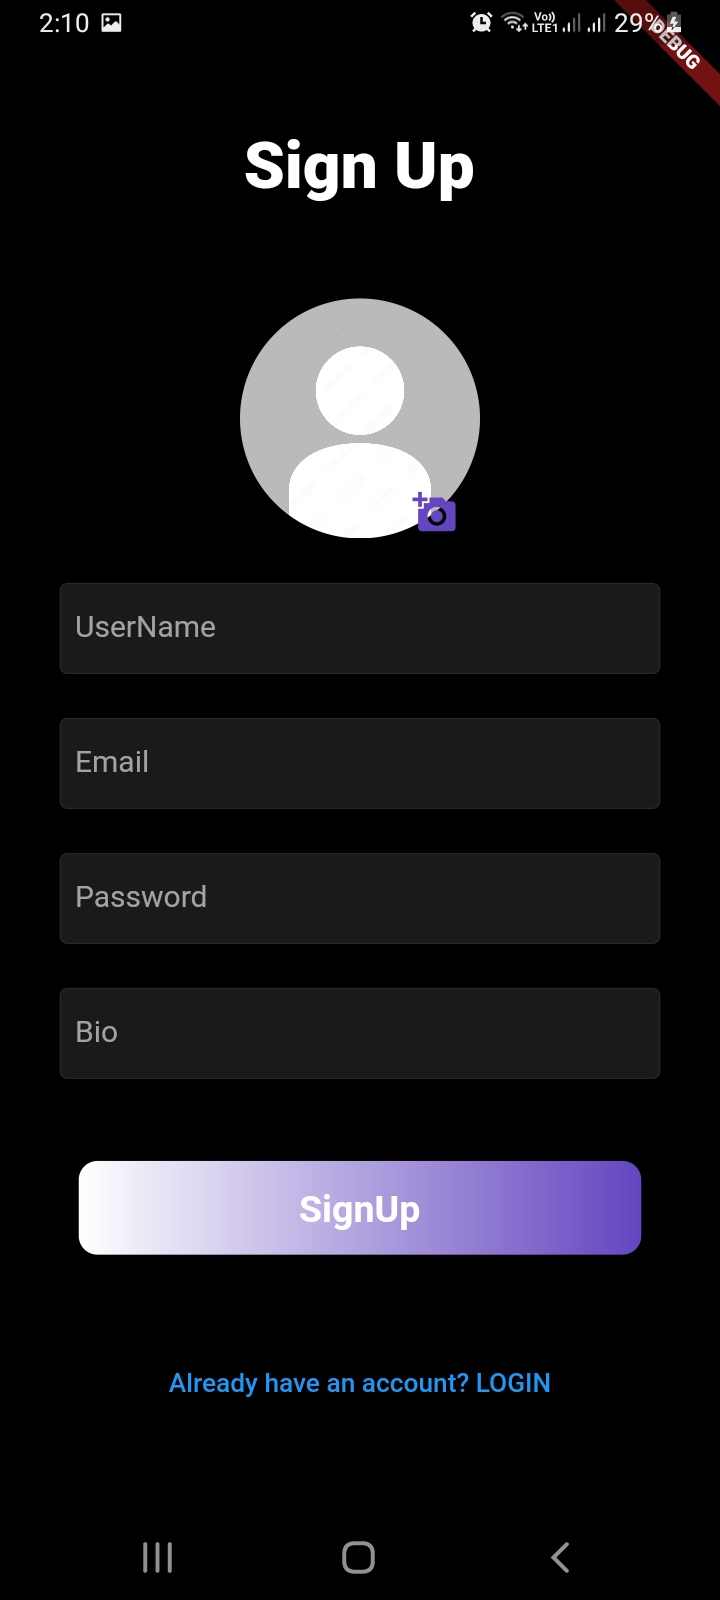 2:10
Vo)) LTE1 29%
DEBUG
Sign Up
UserName
Email
Password
Bio
SignUp
Already have an account? LOGIN